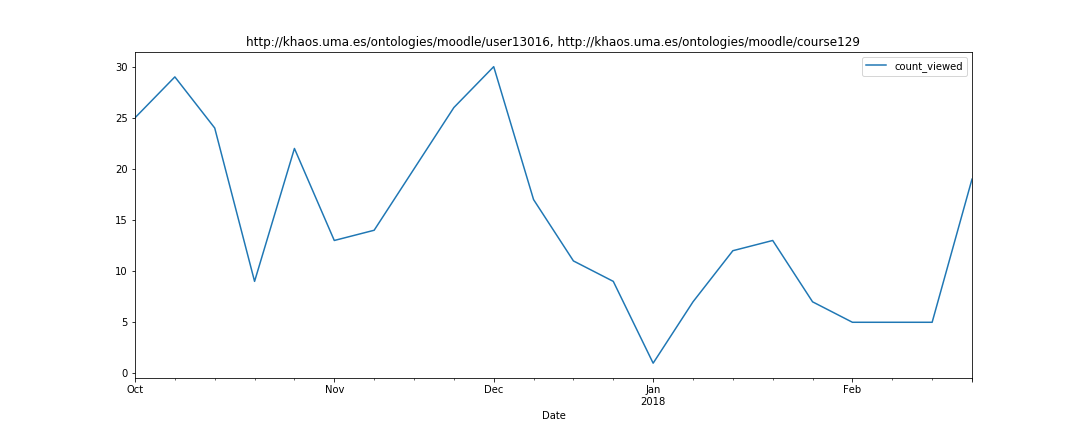 http://khaos.uma.es/ontologies/moodle/user13016, http://khaos.uma.es/ontologies/moodle/course129
count_viewed
30
25
20
15
10
5
0
Oct Nov Dec Jan Feb
2018
Date